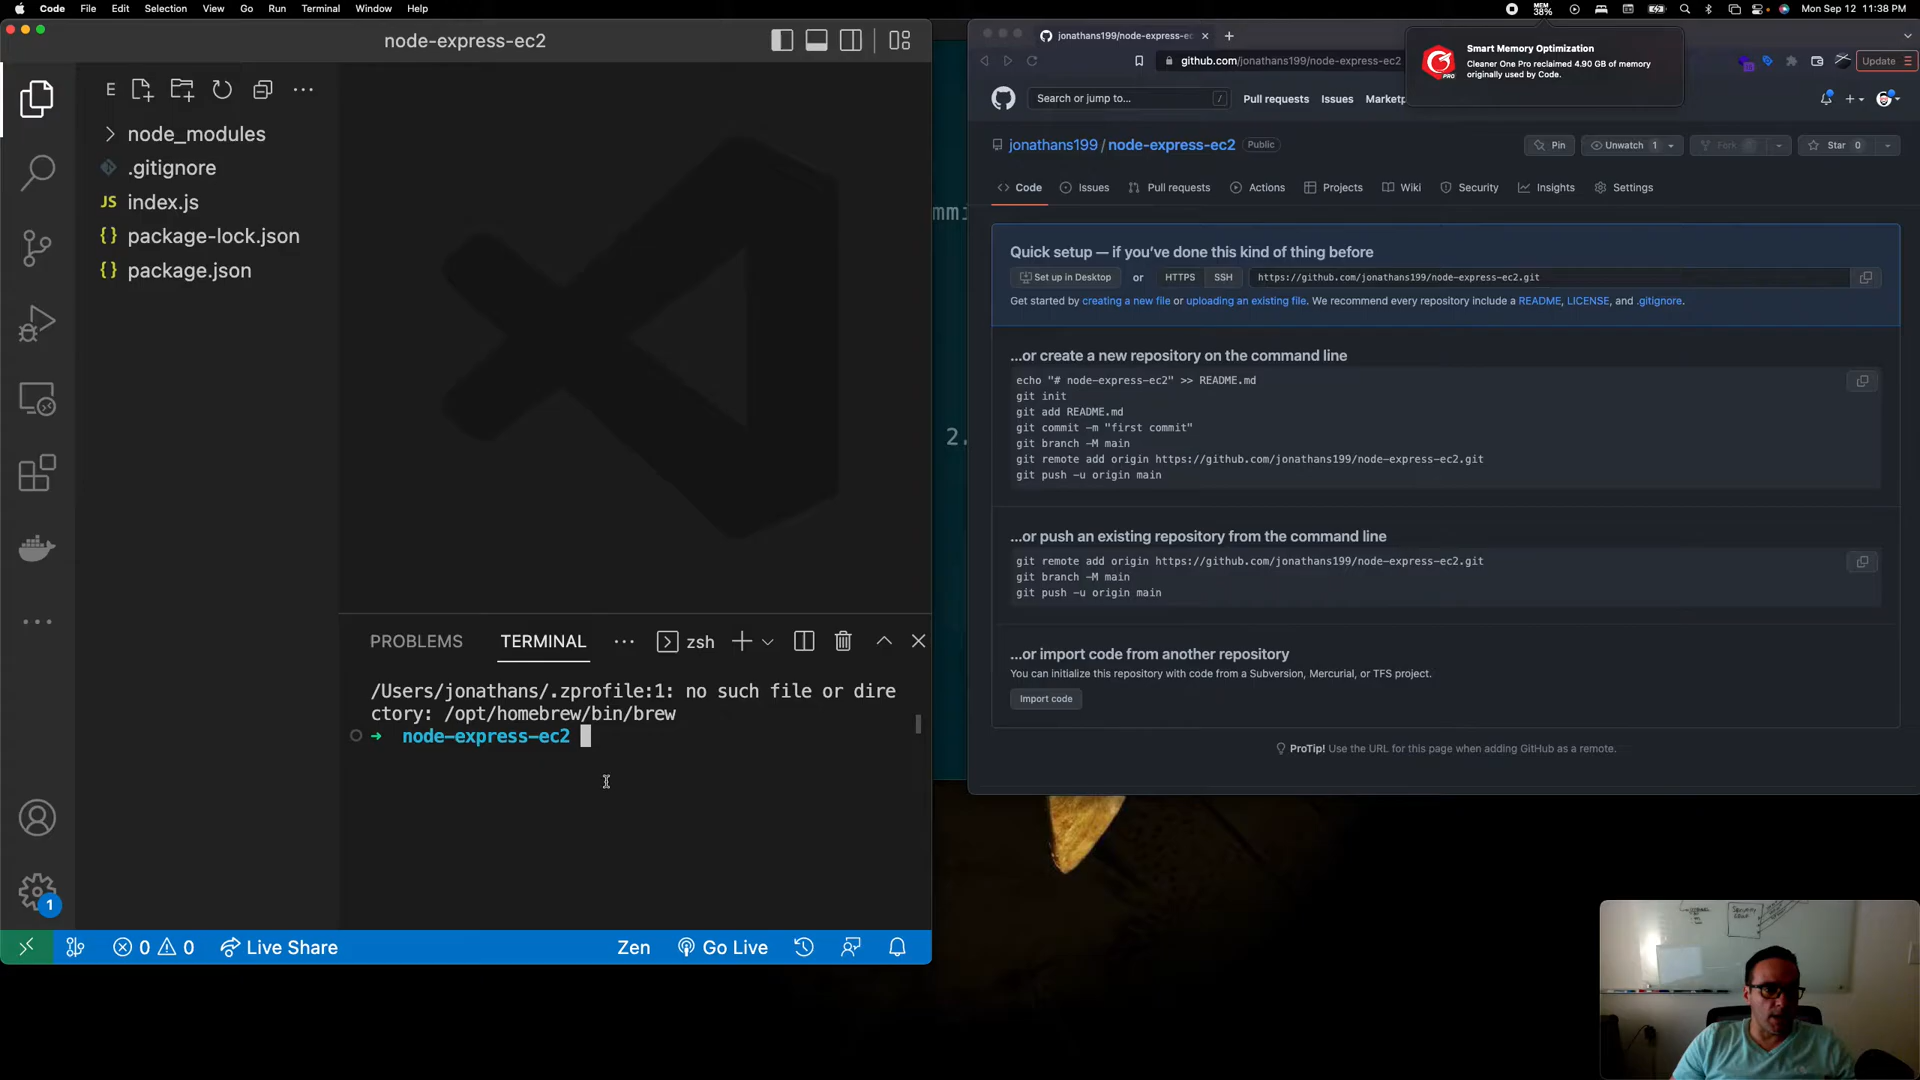 Code File Edit Selection View Go Run Terminal Window Help
MEM
38%
Mon Sep 12 11:38 PM
node-express-ec2
E
node_modules
.gitignore
JS index.js
{} package-lock.json
{} package.json
PROBLEMS TERMINAL zsh
/Users/jonathans/.zprofile:1: no such file or dire
ctory: /opt/homebrew/bin/brew
node-express-ec2
1
0 0 Live Share Zen Go Live
mmi
2.
jonathans199/node-express-ec
github.com/jonathans199/node-express-ec2
Update
PRO
Smart Memory Optimization
Cleaner One Pro reclaimed 4.90 GB of memory
originally used by Code.
Search or jump to... /
Pull requests Issues Marketp
jonathans199 / node-express-ec2 Public
Pin Unwatch 1 Fork Star 0
Code Issues Pull requests Actions Projects Wiki Security Insights Settings
Quick setup — if you've done this kind of thing before
Set up in Desktop or HTTPS SSH https://github.com/jonathans199/node-express-ec2.git
Get started by creating a new file or uploading an existing file. We recommend every repository include a README, LICENSE, and .gitignore.
...or create a new repository on the command line
echo "# node-express-ec2" >> README.md
git init
git add README.md
git commit -m "first commit"
git branch -M main
git remote add origin https://github.com/jonathans199/node-express-ec2.git
git push -u origin main
...or push an existing repository from the command line
git remote add origin https://github.com/jonathans199/node-express-ec2.git
git branch -M main
git push -u origin main
...or import code from another repository
You can initialize this repository with code from a Subversion, Mercurial, or TFS project.
Import code
ProTip! Use the URL for this page when adding GitHub as a remote.